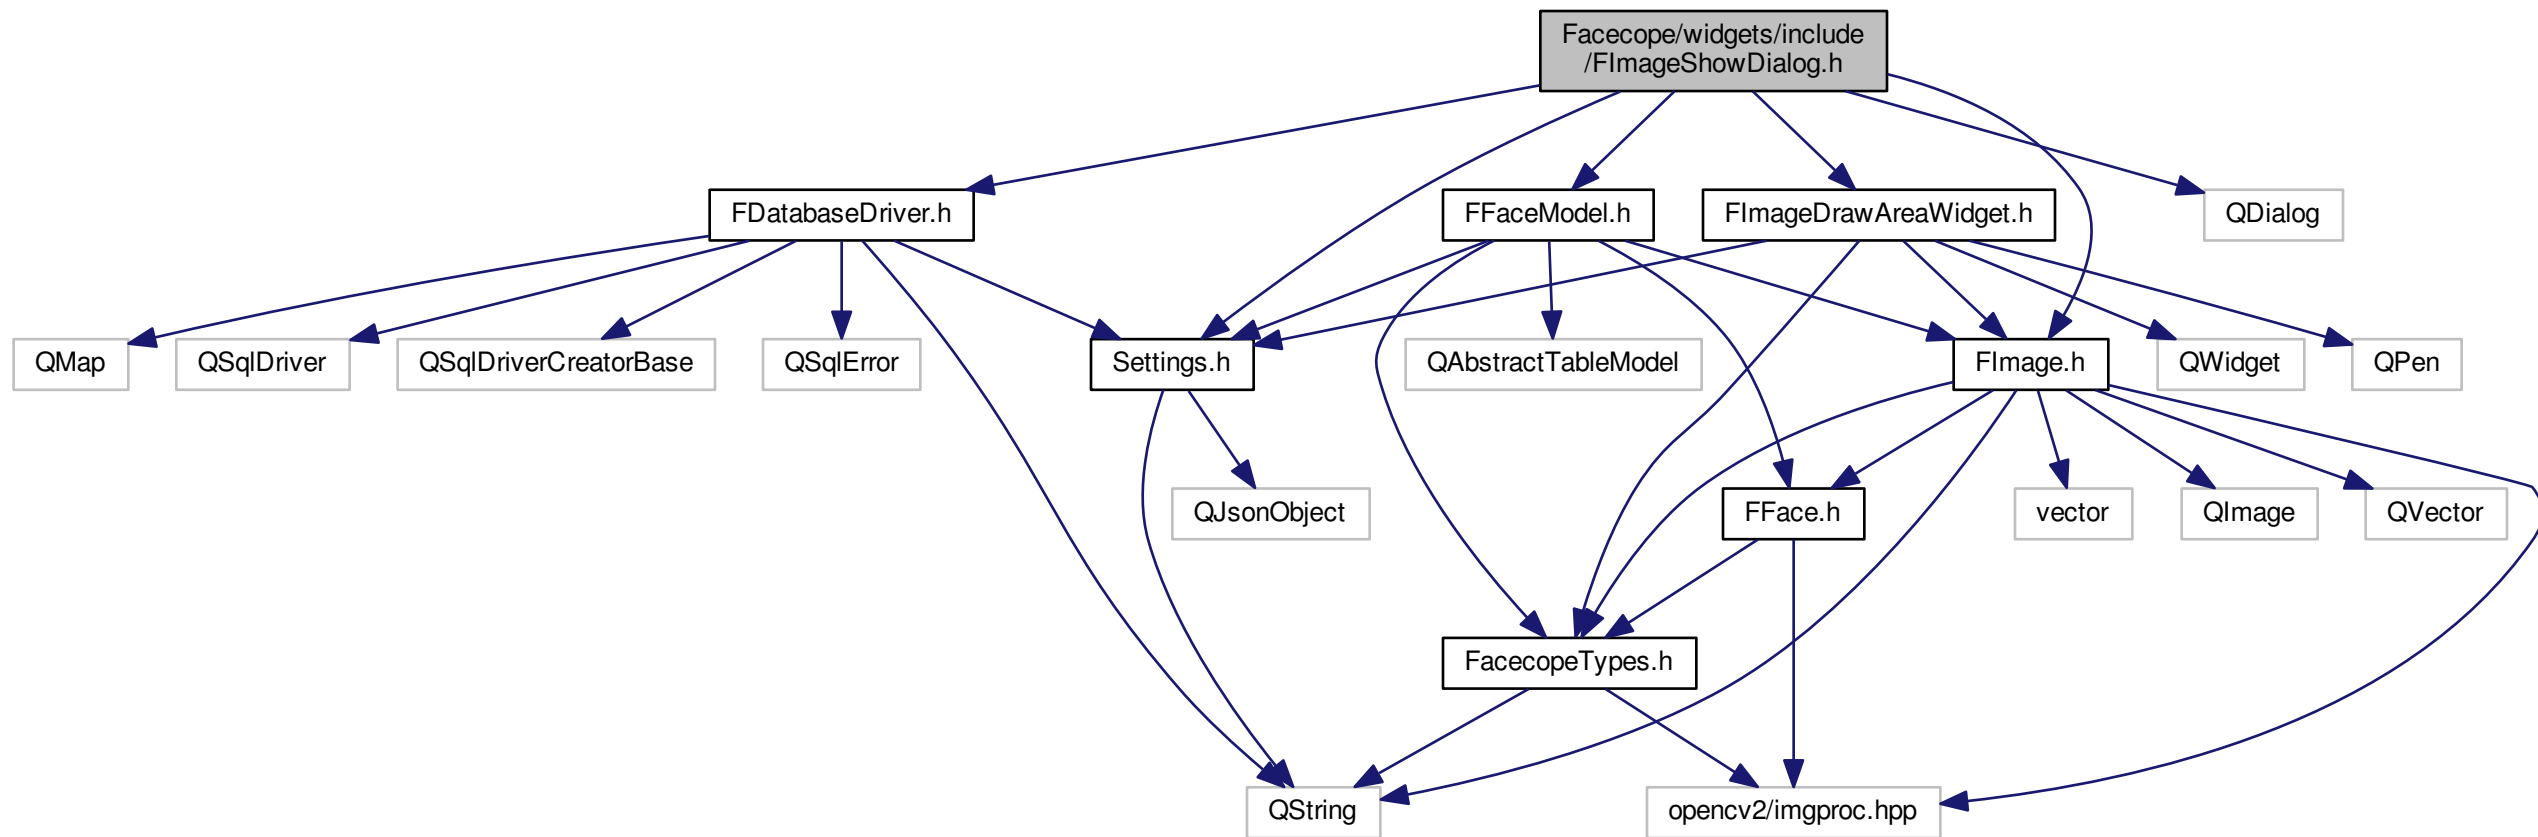 Facecope/widgets/include
/FImageShowDialog.h
FDatabaseDriver.h
FFaceModel.h
FImageDrawAreaWidget.h
QDialog
QMap
QSqlDriver
QSqlDriverCreatorBase
QSqlError
Settings.h
QAbstractTableModel
FImage.h
QWidget
QPen
QJsonObject
FFace.h
vector
QImage
QVector
FacecopeTypes.h
QString
opencv2/imgproc.hpp